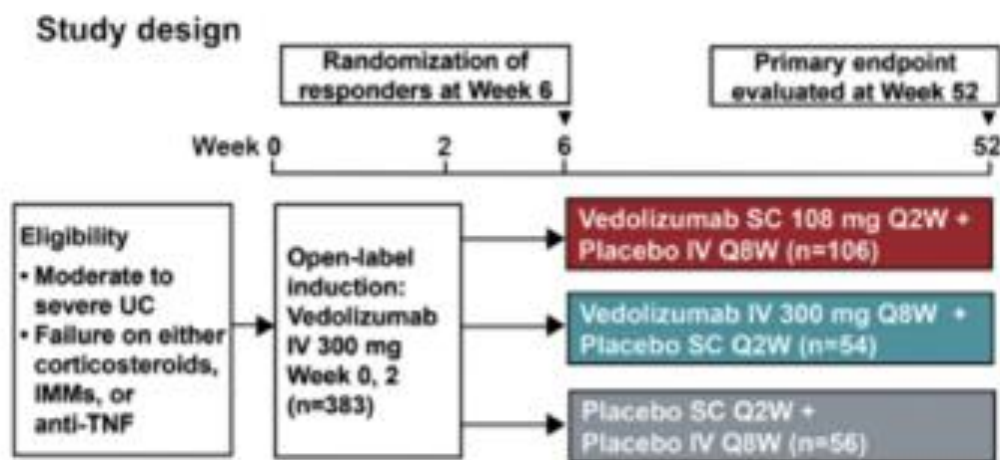 Study design
Randomization of
responders at Week 6
Primary endpoint
evaluated at Week 52
Week 0
2
6
52
Eligibility
• Moderate to
severe UC
• Failure on either
corticosteroids,
IMMs, or
anti-TNF
Open-label
induction:
Vedolizumab
IV 300 mg
Week 0, 2
(n=383)
Vedolizumab SC 108 mg Q2W +
Placebo IV Q8W (n=106)
Vedolizumab IV 300 mg Q8W +
Placebo SC Q2W (n=54)
Placebo SC Q2W +
Placebo IV Q8W (n=56)